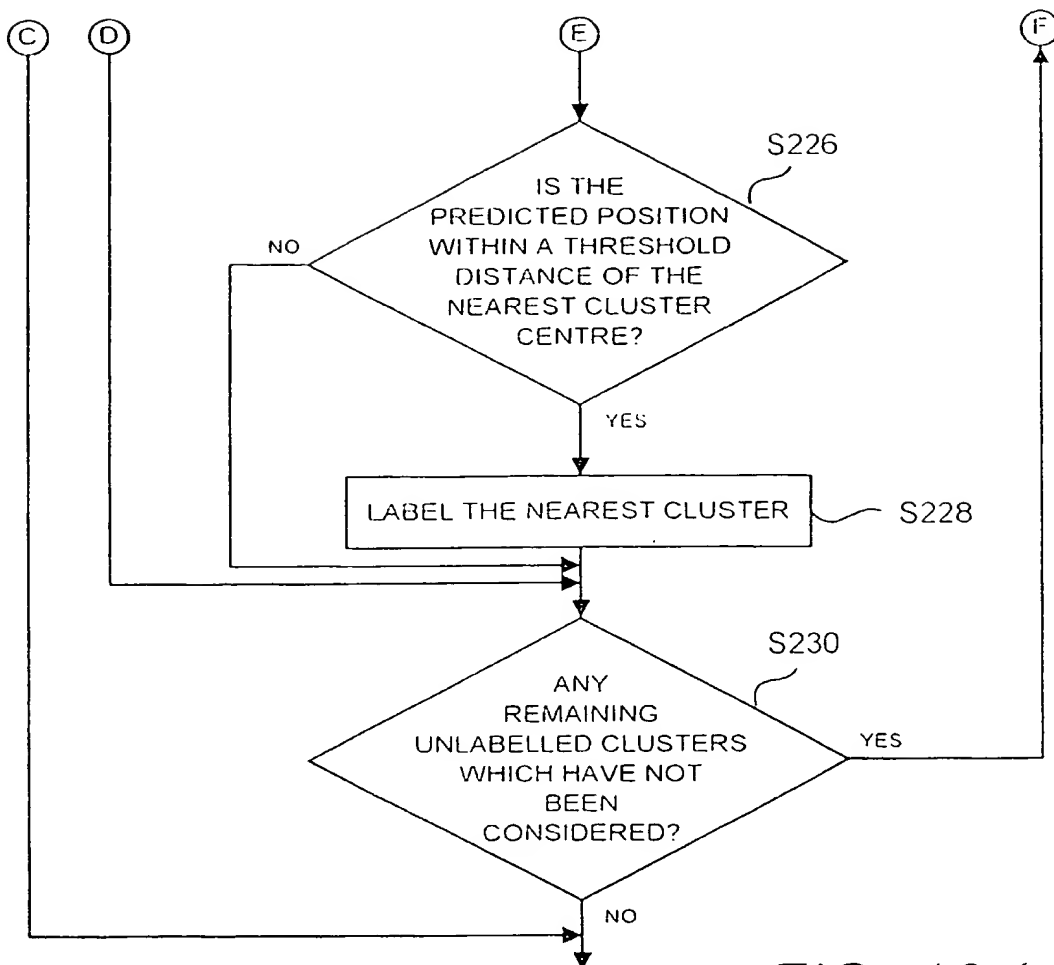 C D E F
S226
IS THE
PREDICTED POSITION
WITHIN A THRESHOLD
DISTANCE OF THE
NEAREST CLUSTER
CENTRE?
NO
YES
LABEL THE NEAREST CLUSTER
S228
S230
ANY
REMAINING
UNLABELLED CLUSTERS
WHICH HAVE NOT
BEEN
CONSIDERED?
YES
NO